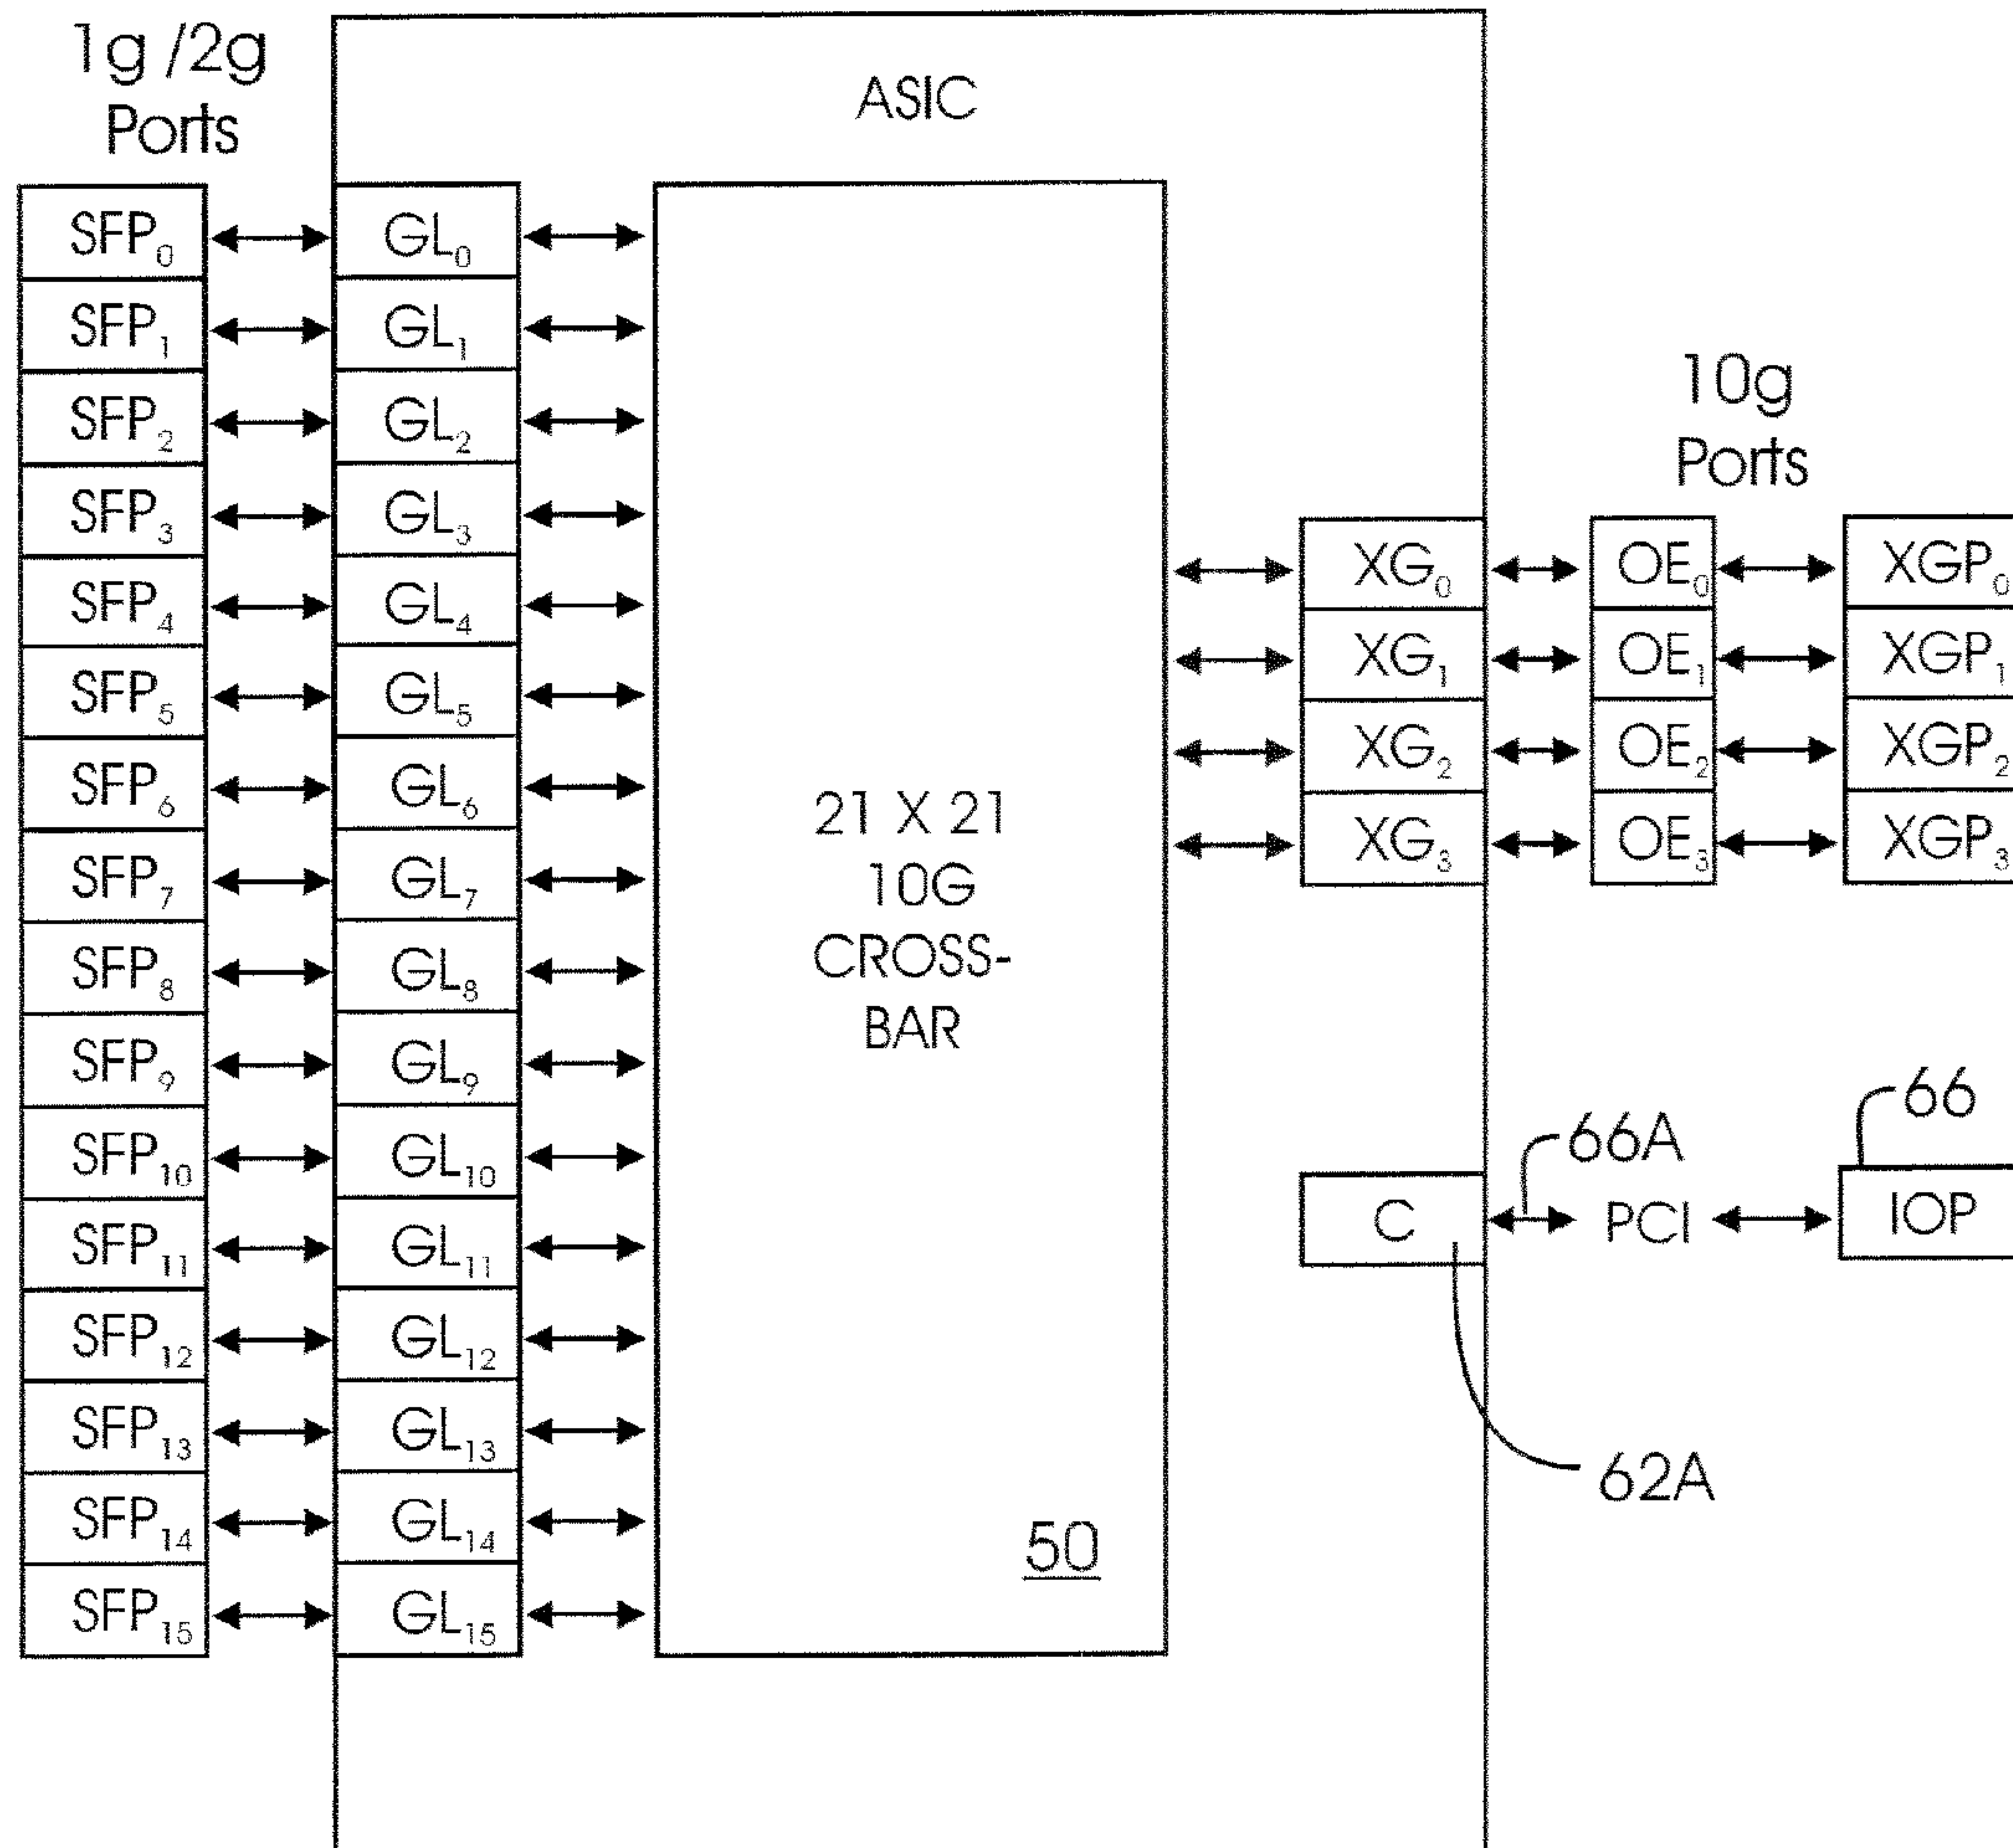 1g /2g
Ports
ASIC
SFP0 GL0
SFP1 GL1
SFP2 GL2
SFP3 GL3
SFP4 GL4
SFP5 GL5
SFP6 GL6
SFP7 GL7
SFP8 GL8
SFP9 GL9
SFP10 GL10
SFP11 GL11
SFP12 GL12
SFP13 GL13
SFP14 GL14
SFP15 GL15
21 X 21
10G
CROSS-
BAR
50
10g
Ports
XG0 OE0 XGP0
XG1 OE1 XGP1
XG2 OE2 XGP2
XG3 OE3 XGP3
66A
66
C PCI IOP
62A